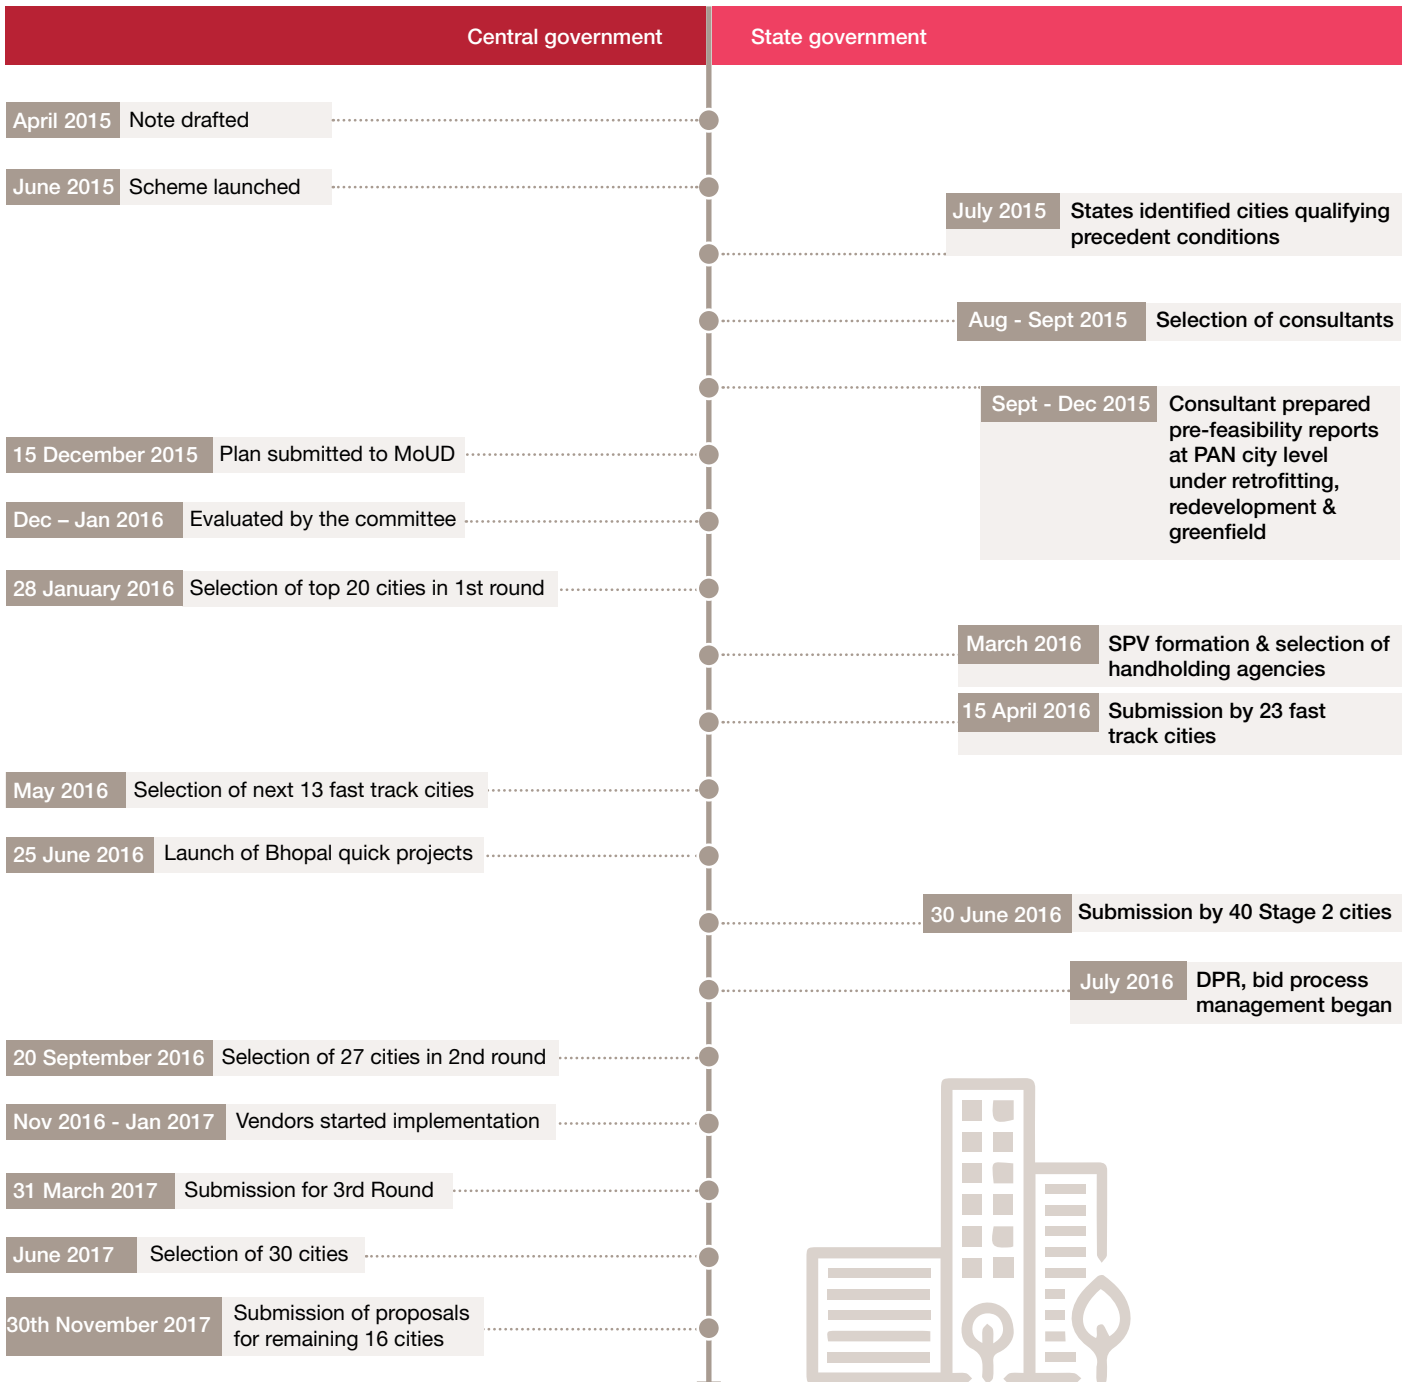 Central government
State government
April 2015 Note drafted
June 2015 Scheme launched
July 2015 States identified cities qualifying
precedent conditions
Aug - Sept 2015 Selection of consultants
Sept - Dec 2015 Consultant prepared
pre-feasibility reports
at PAN city level
under retrofitting,
redevelopment &
greenfield
15 December 2015 Plan submitted to MoUD
Dec – Jan 2016 Evaluated by the committee
28 January 2016 Selection of top 20 cities in 1st round
March 2016 SPV formation & selection of
handholding agencies
15 April 2016 Submission by 23 fast
track cities
May 2016 Selection of next 13 fast track cities
25 June 2016 Launch of Bhopal quick projects
30 June 2016 Submission by 40 Stage 2 cities
July 2016 DPR, bid process
management began
20 September 2016 Selection of 27 cities in 2nd round
Nov 2016 - Jan 2017 Vendors started implementation
31 March 2017 Submission for 3rd Round
June 2017 Selection of 30 cities
30th November 2017 Submission of proposals
for remaining 16 cities